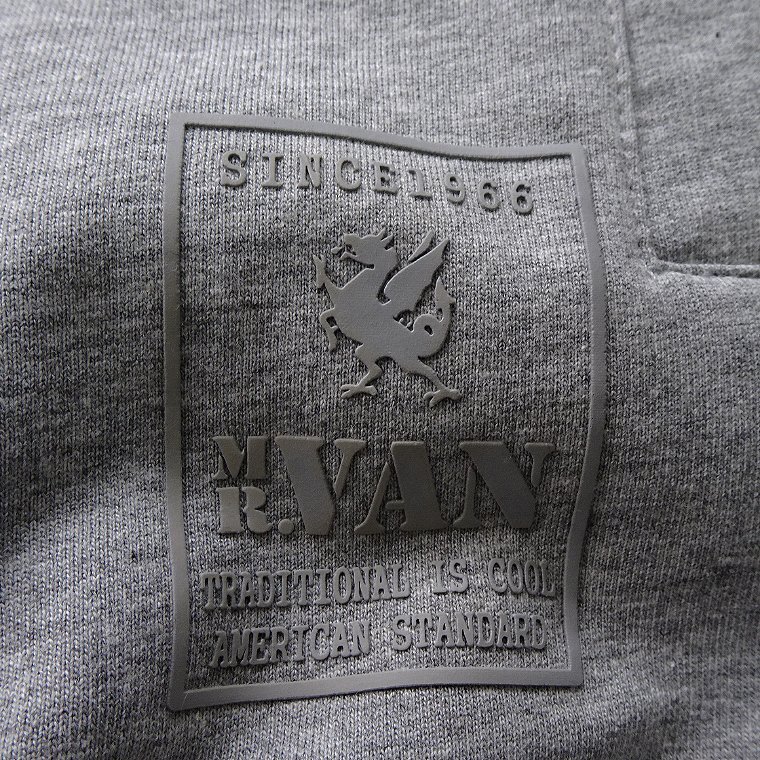 SINCE1966
MR.VAN
TRADITIONAL IS COOL
AMERICAN STANDARD